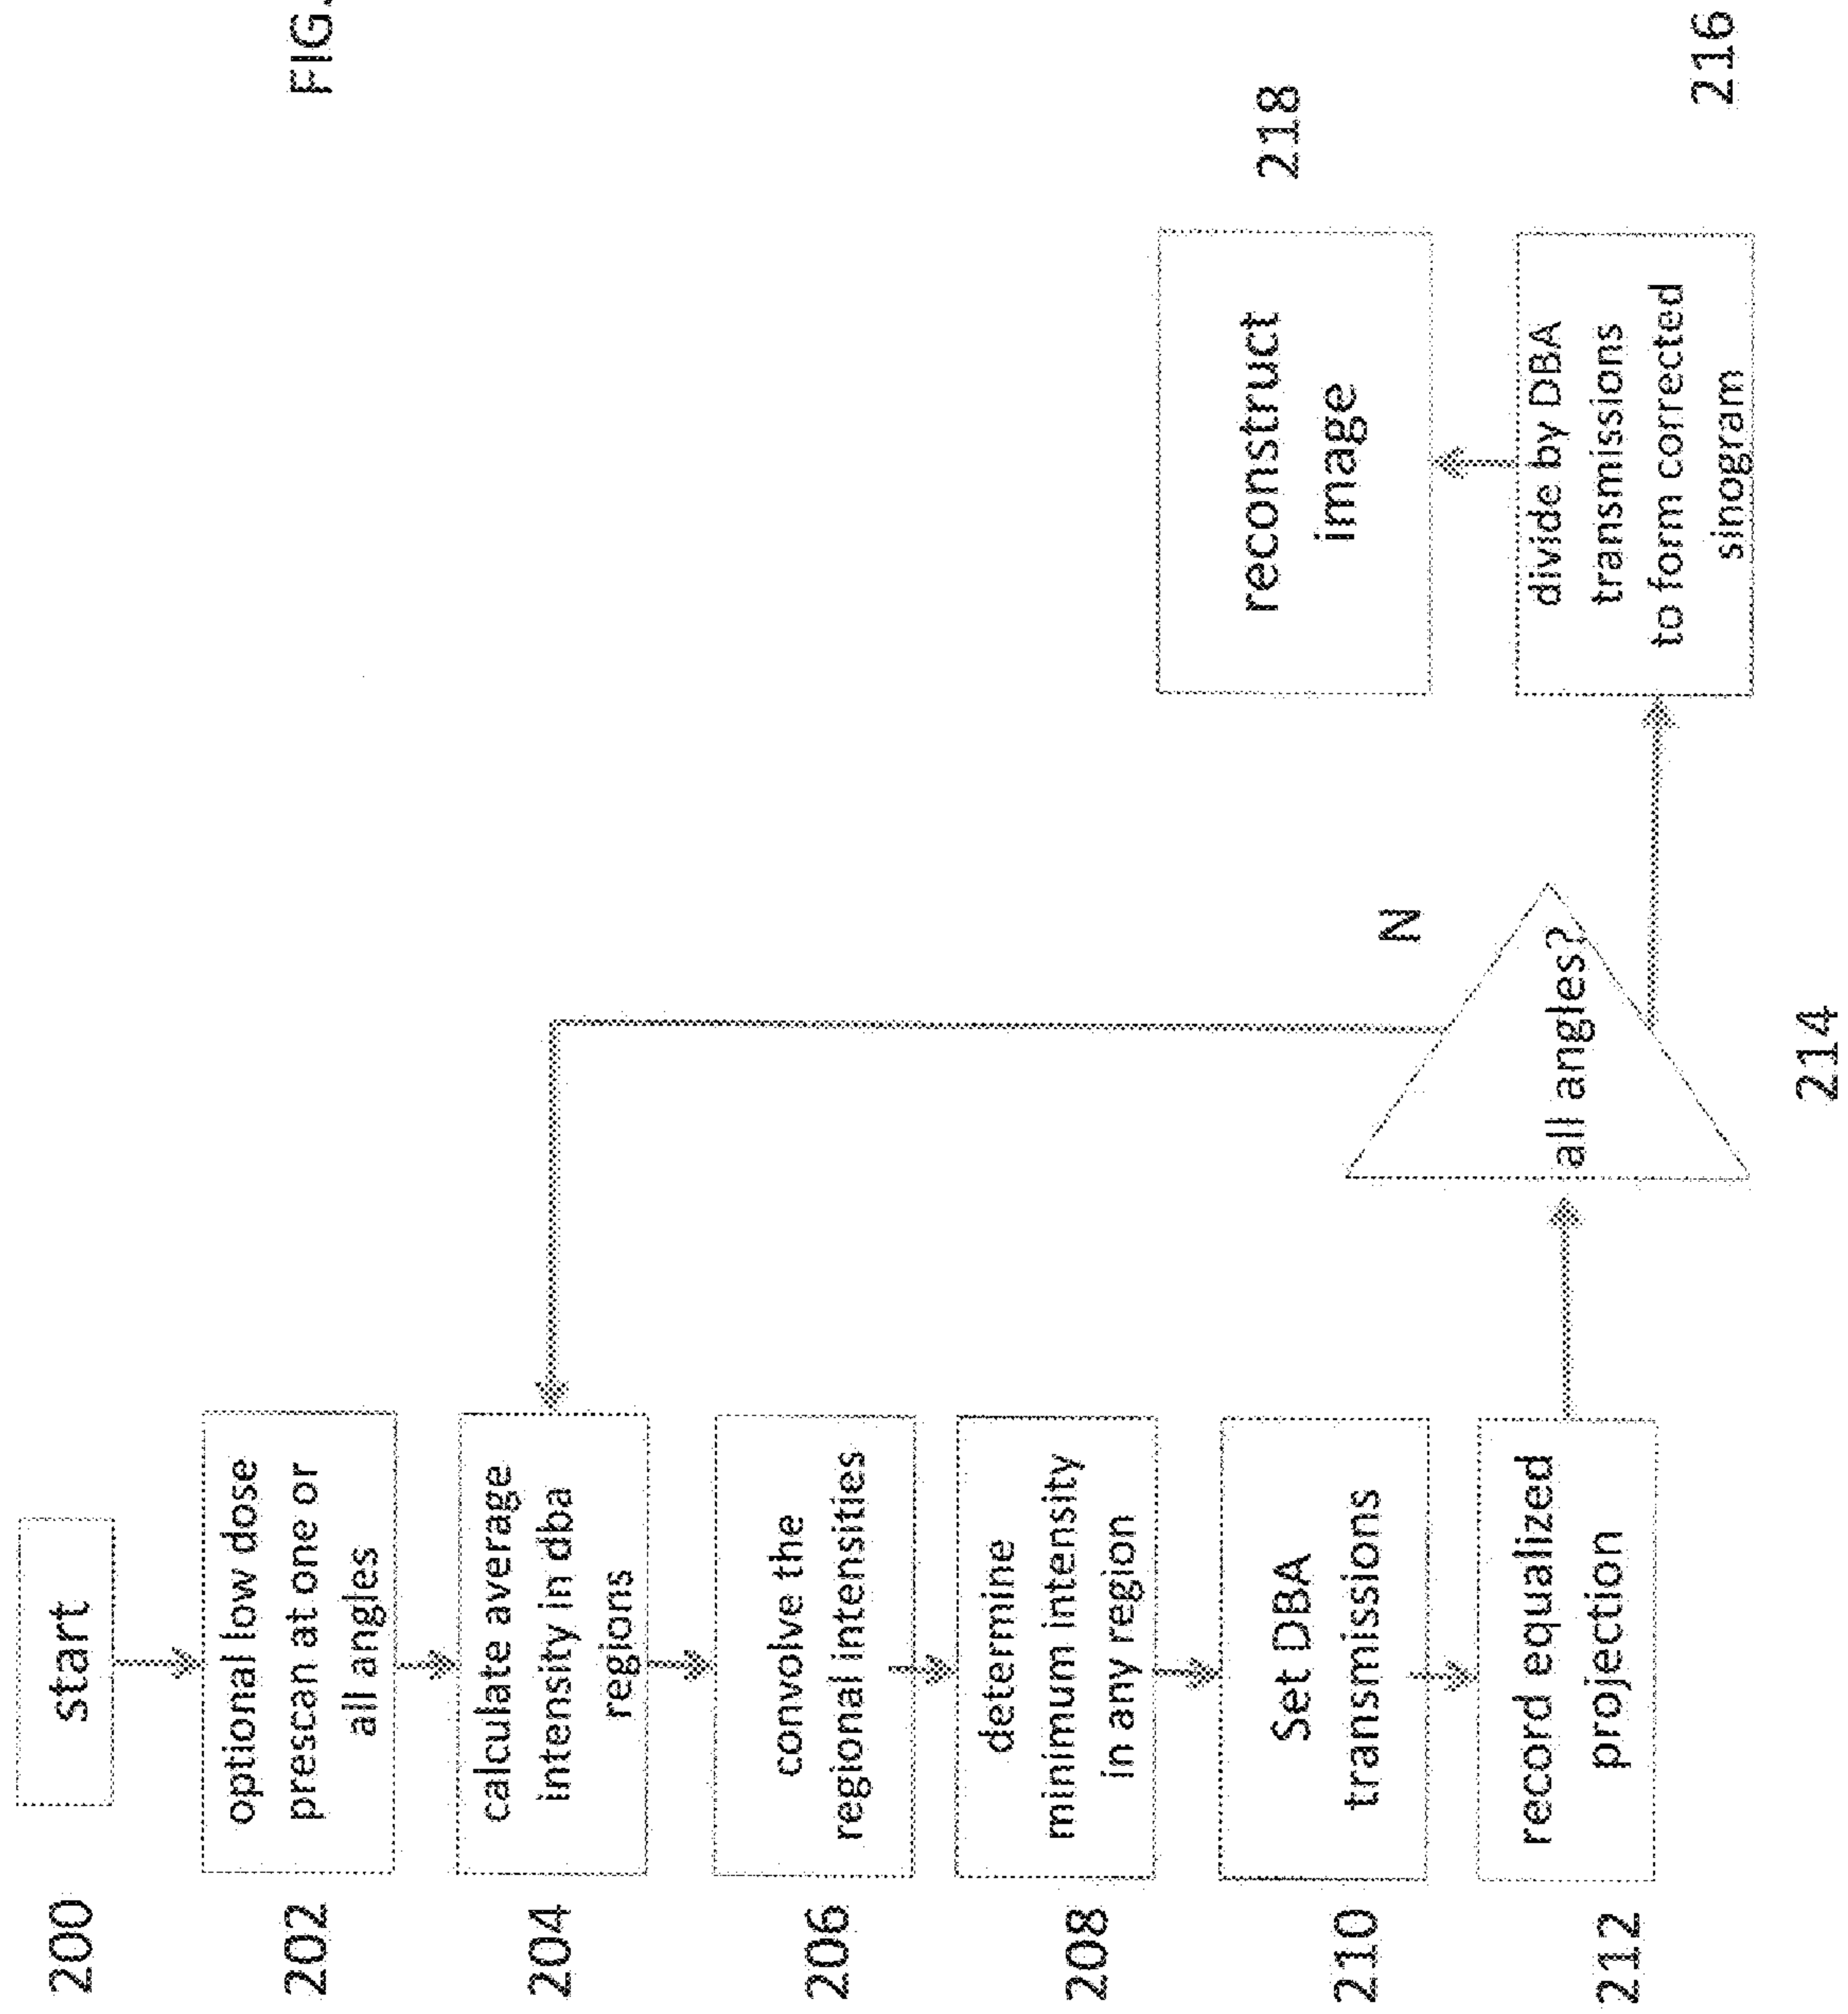 FIG.
200
start
202
optional low dose
prescan at one or
all angles
204
calculate average
intensity in dba
regions
206
convolve the
regional intensities
208
determine
minimum intensity
in any region
210
Set DBA
transmissions
212
record equalized
projection
all angles?
N
214
divide by DBA
transmissions
to form corrected
sinogram
216
reconstruct
image
218